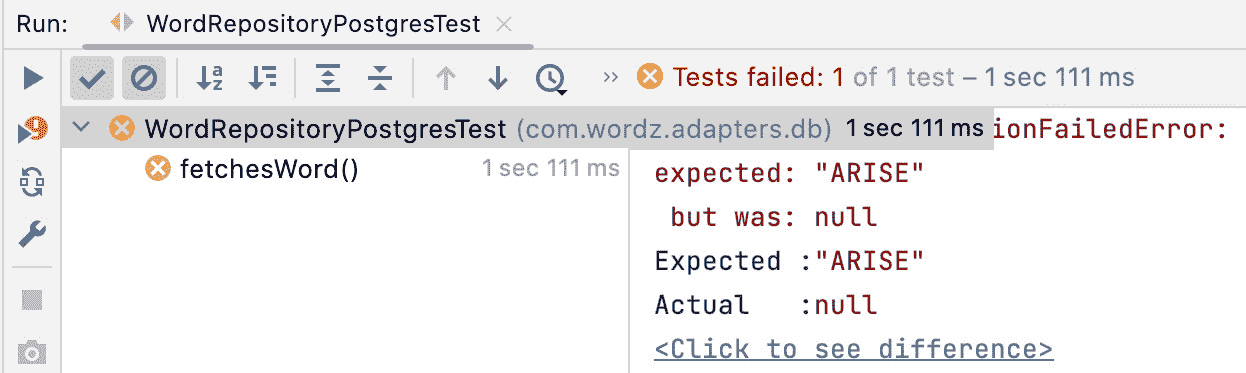 Run: WordRepositoryPostgresTest
Tests failed: 1 of 1 test – 1 sec 111 ms
WordRepositoryPostgresTest (com.wordz.adapters.db) 1 sec 111 ms ionFailedError:
fetchesWord() 1 sec 111 ms
expected: "ARISE"
but was: null
Expected :"ARISE"
Actual   :null
<Click to see difference>